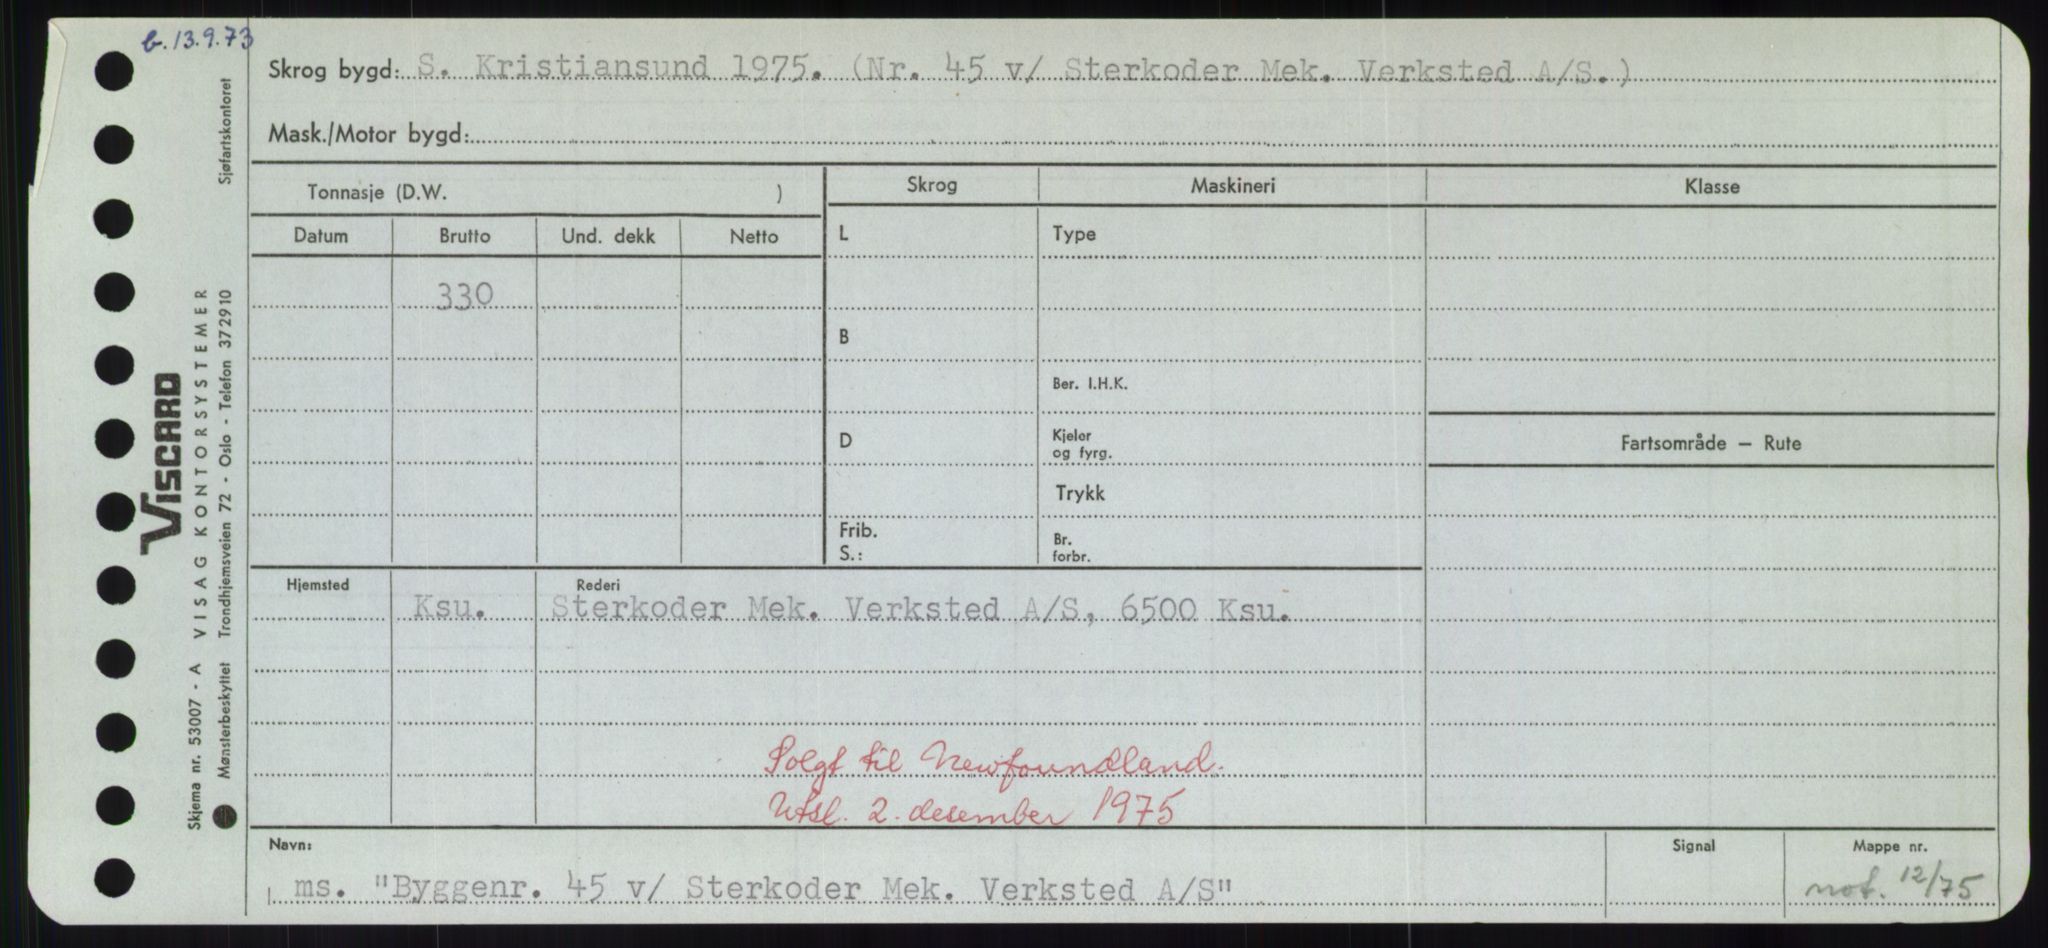 b. 13.9.73
Skrog bygd: S. Kristiansund 1975. (Nr. 45 v/ Sterkoder Mek. Verksted A/S.)
Mask./Motor bygd:
Tonnasje (D.W. )
Skrog Maskineri Klasse
Datum Brutto Und. dekk Netto
L Type
330
B
Ber. I.H.K.
D Kjeler og fyrg.
Fartsområde — Rute
Trykk
Frib. S.: Br. forbr.
Hjemsted Rederi
Ksu. Sterkoder Mek. Verksted A/S, 6500 Ksu.
Solgt til Newfoundland.
Utsl. 2. desember 1975
Navn: Signal Mappe nr.
ms. "Byggenr. 45 v/ Sterkoder Mek. Verksted A/S" not. 12/75
Skjema nr. 53007 - A VISAG KONTORSYSTEMER
Mønsterbeskyttet Trondhjemsveien 72 - Oslo - Telefon 372910 Sjøfartskontoret
VISCARD